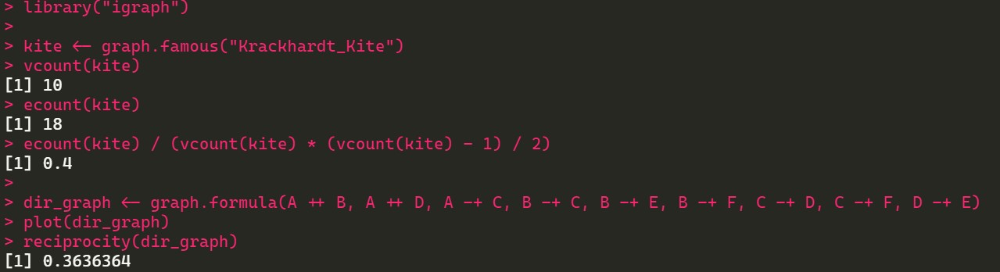 > library("igraph")
>
> kite <- graph.famous("Krackhardt_Kite")
> vcount(kite)
[1] 10
> ecount(kite)
[1] 18
> ecount(kite) / (vcount(kite) * (vcount(kite) - 1) / 2)
[1] 0.4
>
> dir_graph <- graph.formula(A ++ B, A ++ D, A -+ C, B -+ C, B -+ E, B -+ F, C -+ D, C -+ F, D -+ E)
> plot(dir_graph)
> reciprocity(dir_graph)
[1] 0.3636364